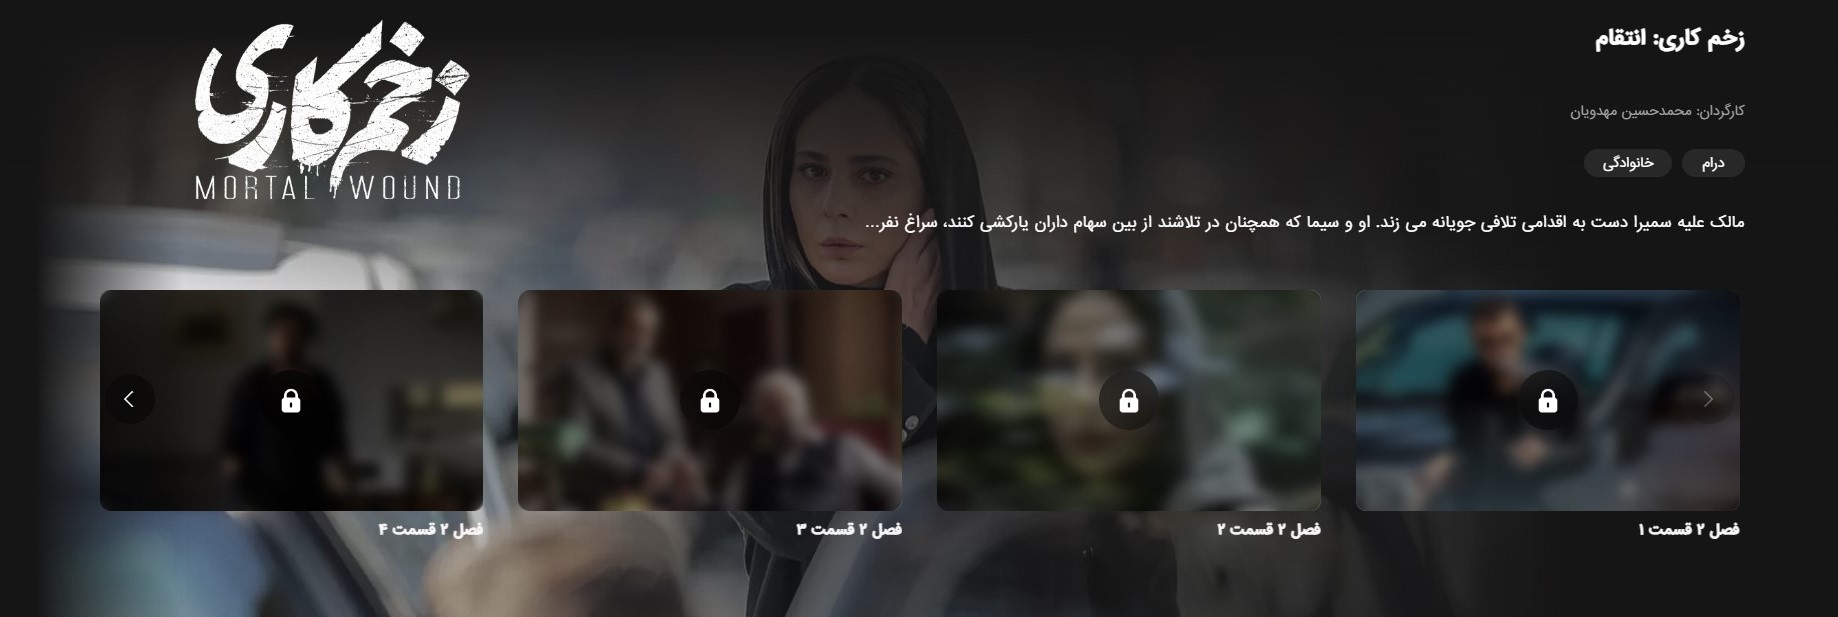 زخم کاری
MORTAL WOUND
زخم کاری: انتقام
کارگردان: محمدحسین مهدویان
درام
خانوادگی
مالک علیه سمیرا دست به اقدامی تلافی جویانه می زند. او و سیما که همچنان در تلاشند از بین سهام داران یارکشی کنند، سراغ نفر...
فصل ۲ قسمت ۱
فصل ۲ قسمت ۲
فصل ۲ قسمت ۳
فصل ۲ قسمت ۴